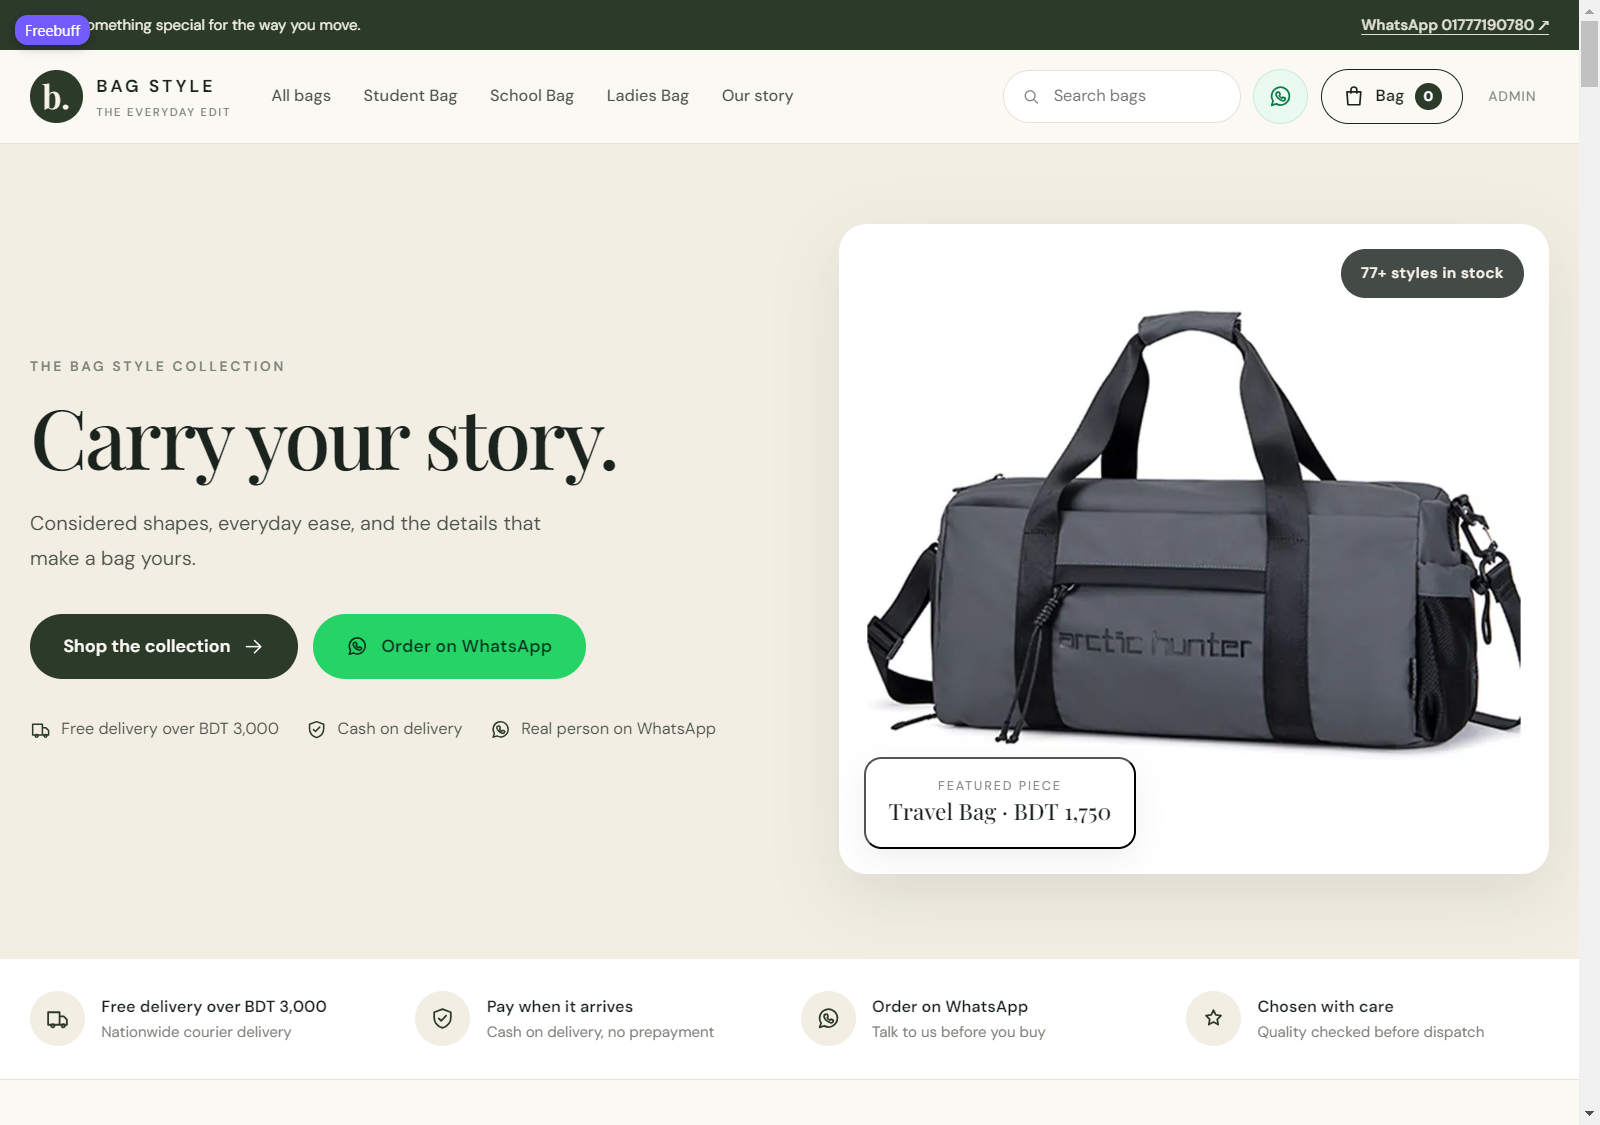 Freebuff
omething special for the way you move.
WhatsApp 01777190780 ↗
b.
BAG STYLE
THE EVERYDAY EDIT
All bags
Student Bag
School Bag
Ladies Bag
Our story
Search bags
Bag 0
ADMIN
77+ styles in stock
THE BAG STYLE COLLECTION
Carry your story.
Considered shapes, everyday ease, and the details that
make a bag yours.
Shop the collection →
Order on WhatsApp
Free delivery over BDT 3,000
Cash on delivery
Real person on WhatsApp
arctic hunter
FEATURED PIECE
Travel Bag · BDT 1,750
Free delivery over BDT 3,000
Nationwide courier delivery
Pay when it arrives
Cash on delivery, no prepayment
Order on WhatsApp
Talk to us before you buy
Chosen with care
Quality checked before dispatch